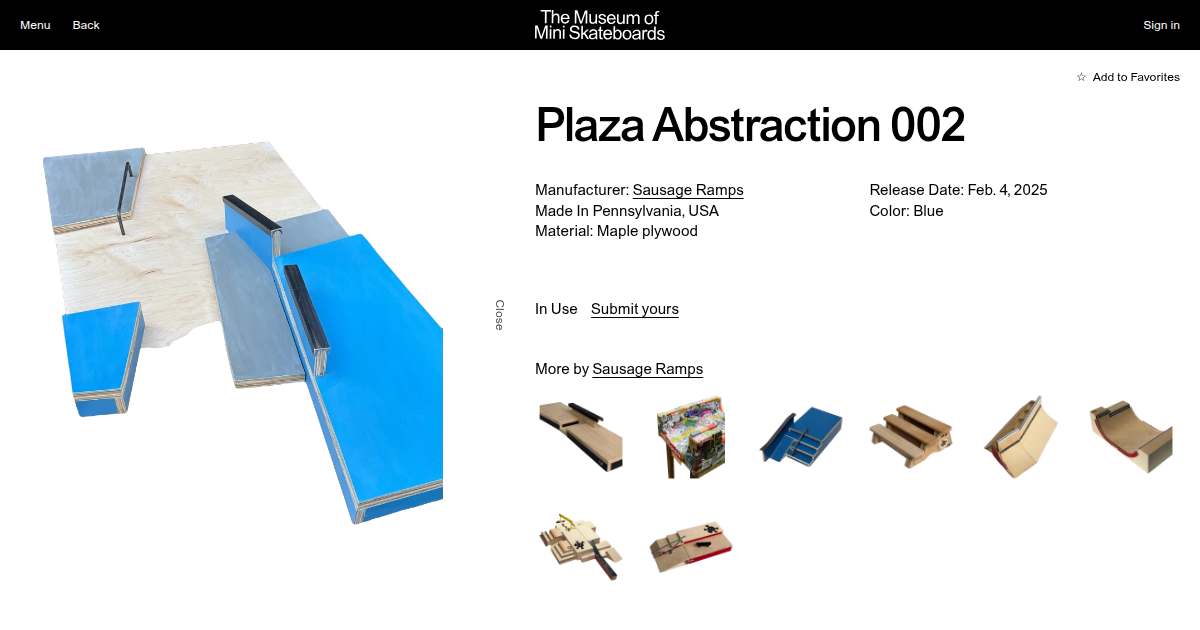 Menu
Back
The Museum of
Mini Skateboards
Sign in
☆ Add to Favorites
Plaza Abstraction 002
Manufacturer: Sausage Ramps
Made In Pennsylvania, USA
Material: Maple plywood
Release Date: Feb. 4, 2025
Color: Blue
Close
In Use
Submit yours
More by Sausage Ramps